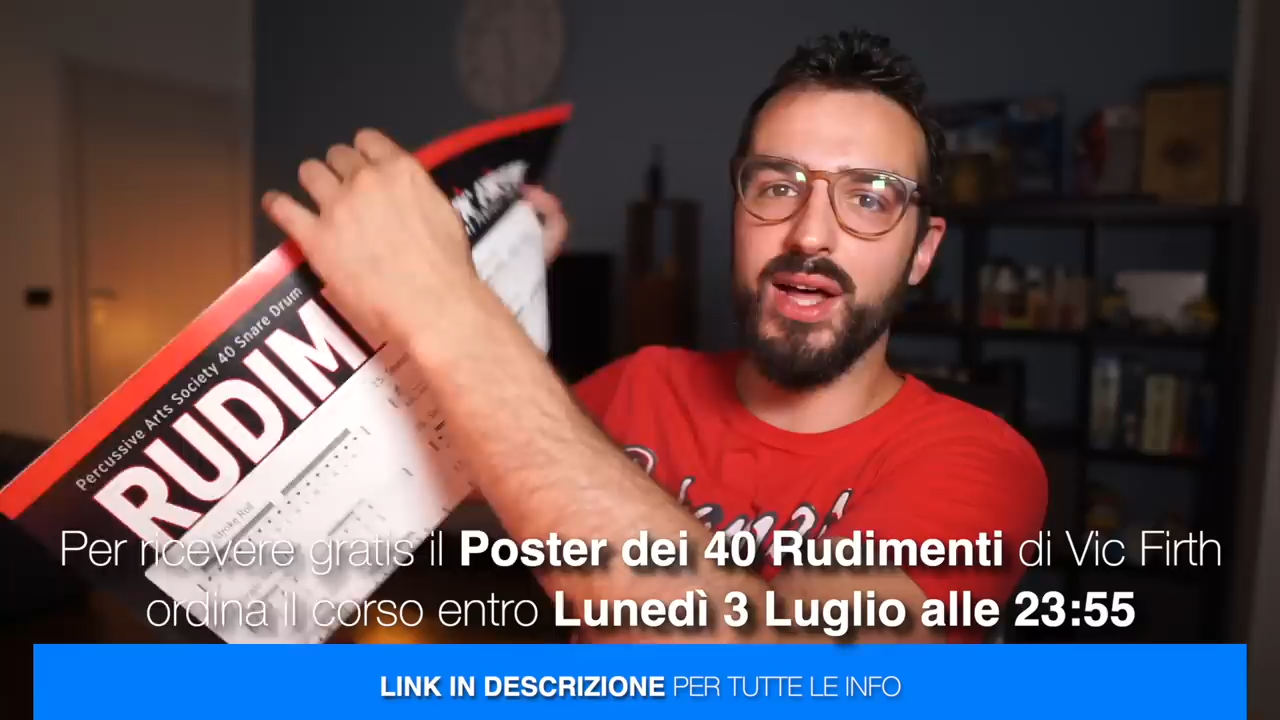 Percussive Arts Society 40 Snare Drum
RUDIM
Per ricevere gratis il Poster dei 40 Rudimenti di Vic Firth
ordina il corso entro Lunedì 3 Luglio alle 23:55
LINK IN DESCRIZIONE PER TUTTE LE INFO